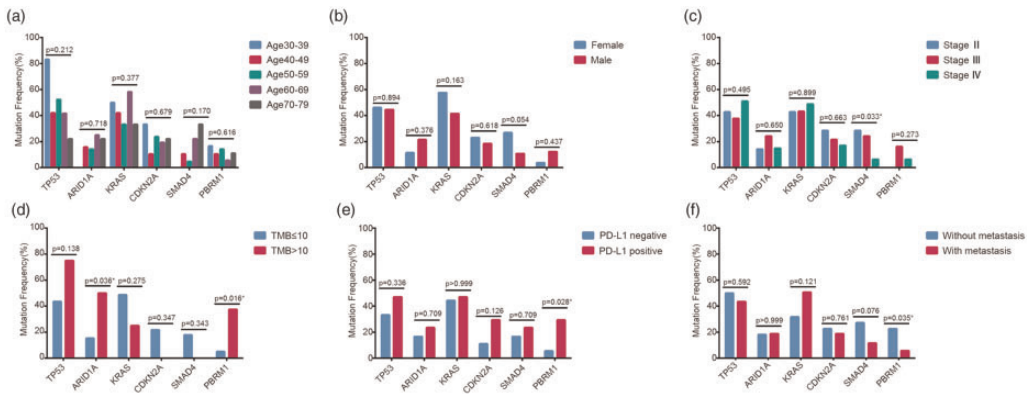 (a)
Mutation Frequency(%)
100
80
60
40
20
0
p=0.212
p=0.718
p=0.377
p=0.679
p=0.170
p=0.616
Age30-39
Age40-49
Age50-59
Age60-69
Age70-79
TP53
ARID1A
KRAS
CDKN2A
SMAD4
PBRM1
(b)
Mutation Frequency(%)
100
80
60
40
20
0
p=0.894
p=0.376
p=0.163
p=0.618
p=0.054
p=0.437
Female
Male
TP53
ARID1A
KRAS
CDKN2A
SMAD4
PBRM1
(c)
Mutation Frequency(%)
100
80
60
40
20
0
p=0.495
p=0.650
p=0.899
p=0.663
p=0.033*
p=0.273
Stage II
Stage III
Stage IV
TP53
ARID1A
KRAS
CDKN2A
SMAD4
PBRM1
(d)
Mutation Frequency(%)
100
80
60
40
20
0
p=0.138
p=0.036*
p=0.275
p=0.347
p=0.343
p=0.016*
TMB≤10
TMB>10
TP53
ARID1A
KRAS
CDKN2A
SMAD4
PBRM1
(e)
Mutation Frequency(%)
100
80
60
40
20
0
p=0.336
p=0.709
p>0.999
p=0.126
p=0.709
p=0.028*
PD-L1 negative
PD-L1 positive
TP53
ARID1A
KRAS
CDKN2A
SMAD4
PBRM1
(f)
Mutation Frequency(%)
100
80
60
40
20
0
p=0.592
p>0.999
p=0.121
p=0.761
p=0.076
p=0.035*
Without metastasis
With metastasis
TP53
ARID1A
KRAS
CDKN2A
SMAD4
PBRM1